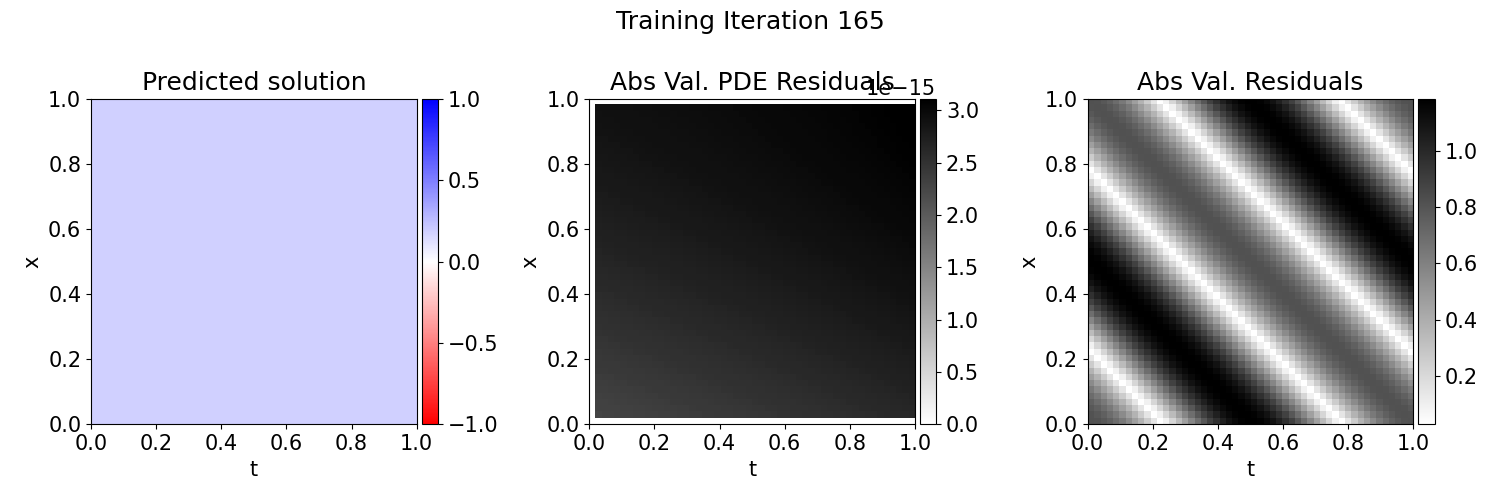 Training Iteration 165
Predicted solution
1.0
0.8
0.6
0.4
0.2
0.0
x
0.0 0.2 0.4 0.6 0.8 1.0
t
1.0
0.5
0.0
−0.5
−1.0
Abs Val. PDE Residuals
1e−15
1.0
0.8
0.6
0.4
0.2
0.0
x
0.0 0.2 0.4 0.6 0.8 1.0
t
3.0
2.5
2.0
1.5
1.0
0.5
0.0
Abs Val. Residuals
1.0
0.8
0.6
0.4
0.2
0.0
x
0.0 0.2 0.4 0.6 0.8 1.0
t
1.0
0.8
0.6
0.4
0.2